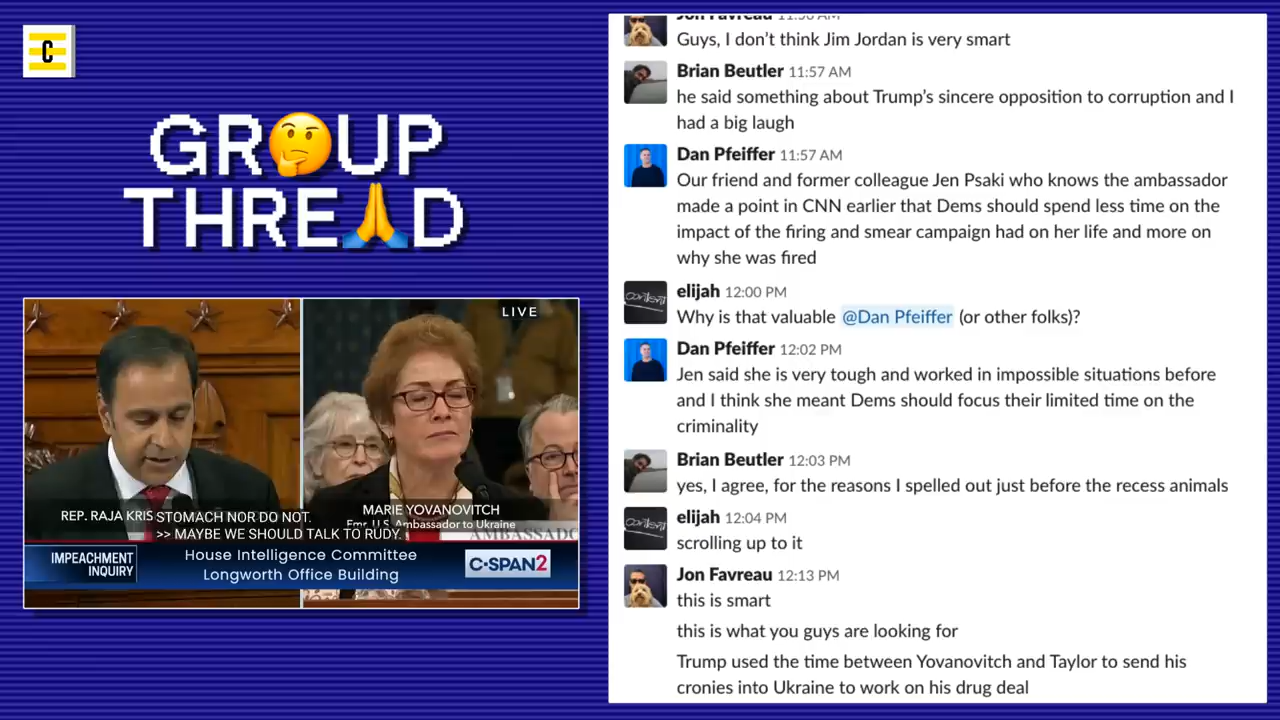 C
GR🤔UP
THRE🙏D
LIVE
REP. RAJA KRIS
STOMACH NOR DO NOT.
>> MAYBE WE SHOULD TALK TO RUDY.
MARIE YOVANOVITCH
Fmr. U.S. Ambassador to Ukraine
IMPEACHMENT
INQUIRY
House Intelligence Committee
Longworth Office Building
C-SPAN2
Jon Favreau 11:56 AM
Guys, I don’t think Jim Jordan is very smart
Brian Beutler 11:57 AM
he said something about Trump’s sincere opposition to corruption and I
had a big laugh
Dan Pfeiffer 11:57 AM
Our friend and former colleague Jen Psaki who knows the ambassador
made a point in CNN earlier that Dems should spend less time on the
impact of the firing and smear campaign had on her life and more on
why she was fired
elijah 12:00 PM
Why is that valuable @Dan Pfeiffer (or other folks)?
Dan Pfeiffer 12:02 PM
Jen said she is very tough and worked in impossible situations before
and I think she meant Dems should focus their limited time on the
criminality
Brian Beutler 12:03 PM
yes, I agree, for the reasons I spelled out just before the recess animals
elijah 12:04 PM
scrolling up to it
Jon Favreau 12:13 PM
this is smart
this is what you guys are looking for
Trump used the time between Yovanovitch and Taylor to send his
cronies into Ukraine to work on his drug deal